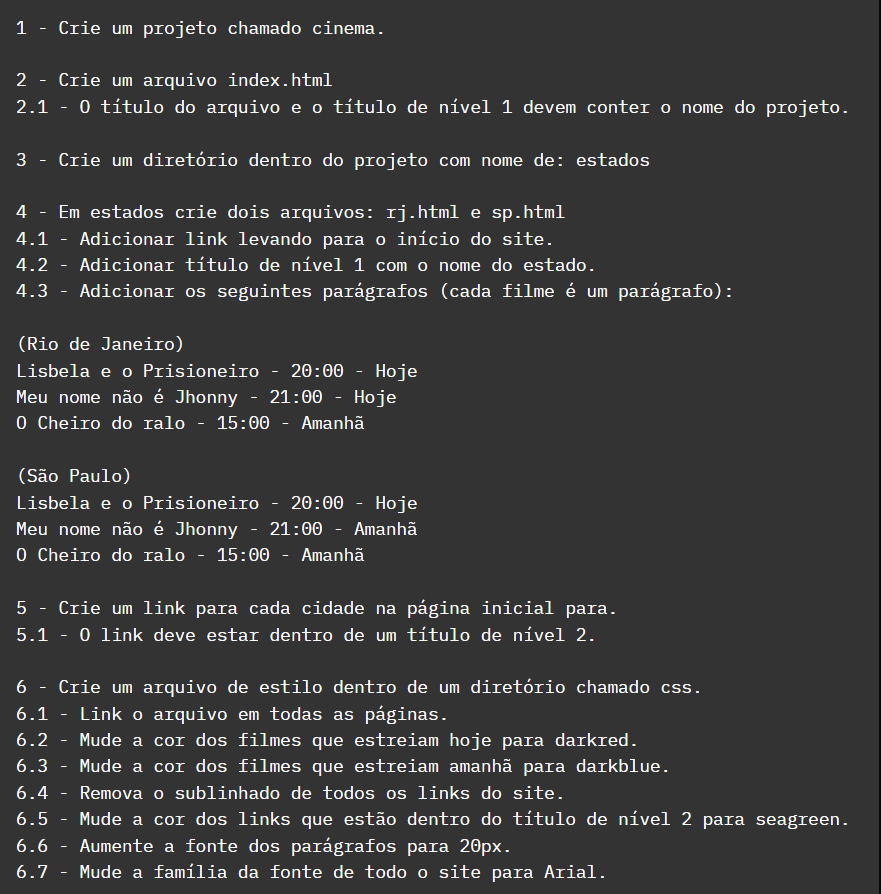 1 - Crie um projeto chamado cinema.
2 - Crie um arquivo index.html
2.1 - O título do arquivo e o título de nível 1 devem conter o nome do projeto.
3 - Crie um diretório dentro do projeto com nome de: estados
4 - Em estados crie dois arquivos: rj.html e sp.html
4.1 - Adicionar link levando para o início do site.
4.2 - Adicionar título de nível 1 com o nome do estado.
4.3 - Adicionar os seguintes parágrafos (cada filme é um parágrafo):
(Rio de Janeiro)
Lisbela e o Prisioneiro - 20:00 - Hoje
Meu nome não é Jhonny - 21:00 - Hoje
O Cheiro do ralo - 15:00 - Amanhã
(São Paulo)
Lisbela e o Prisioneiro - 20:00 - Hoje
Meu nome não é Jhonny - 21:00 - Amanhã
O Cheiro do ralo - 15:00 - Amanhã
5 - Crie um link para cada cidade na página inicial para.
5.1 - O link deve estar dentro de um título de nível 2.
6 - Crie um arquivo de estilo dentro de um diretório chamado css.
6.1 - Link o arquivo em todas as páginas.
6.2 - Mude a cor dos filmes que estreiam hoje para darkred.
6.3 - Mude a cor dos filmes que estreiam amanhã para darkblue.
6.4 - Remova o sublinhado de todos os links do site.
6.5 - Mude a cor dos links que estão dentro do título de nível 2 para seagreen.
6.6 - Aumente a fonte dos parágrafos para 20px.
6.7 - Mude a família da fonte de todo o site para Arial.